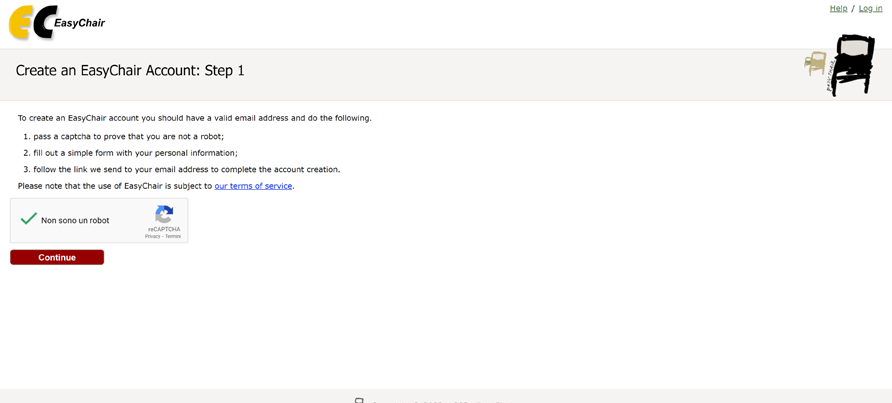 Help / Log in
EC EasyChair
Create an EasyChair Account: Step 1
To create an EasyChair account you should have a valid email address and do the following.
1. pass a captcha to prove that you are not a robot;
2. fill out a simple form with your personal information;
3. follow the link we send to your email address to complete the account creation.
Please note that the use of EasyChair is subject to our terms of service.
Non sono un robot
reCAPTCHA
Privacy - Termini
Continue